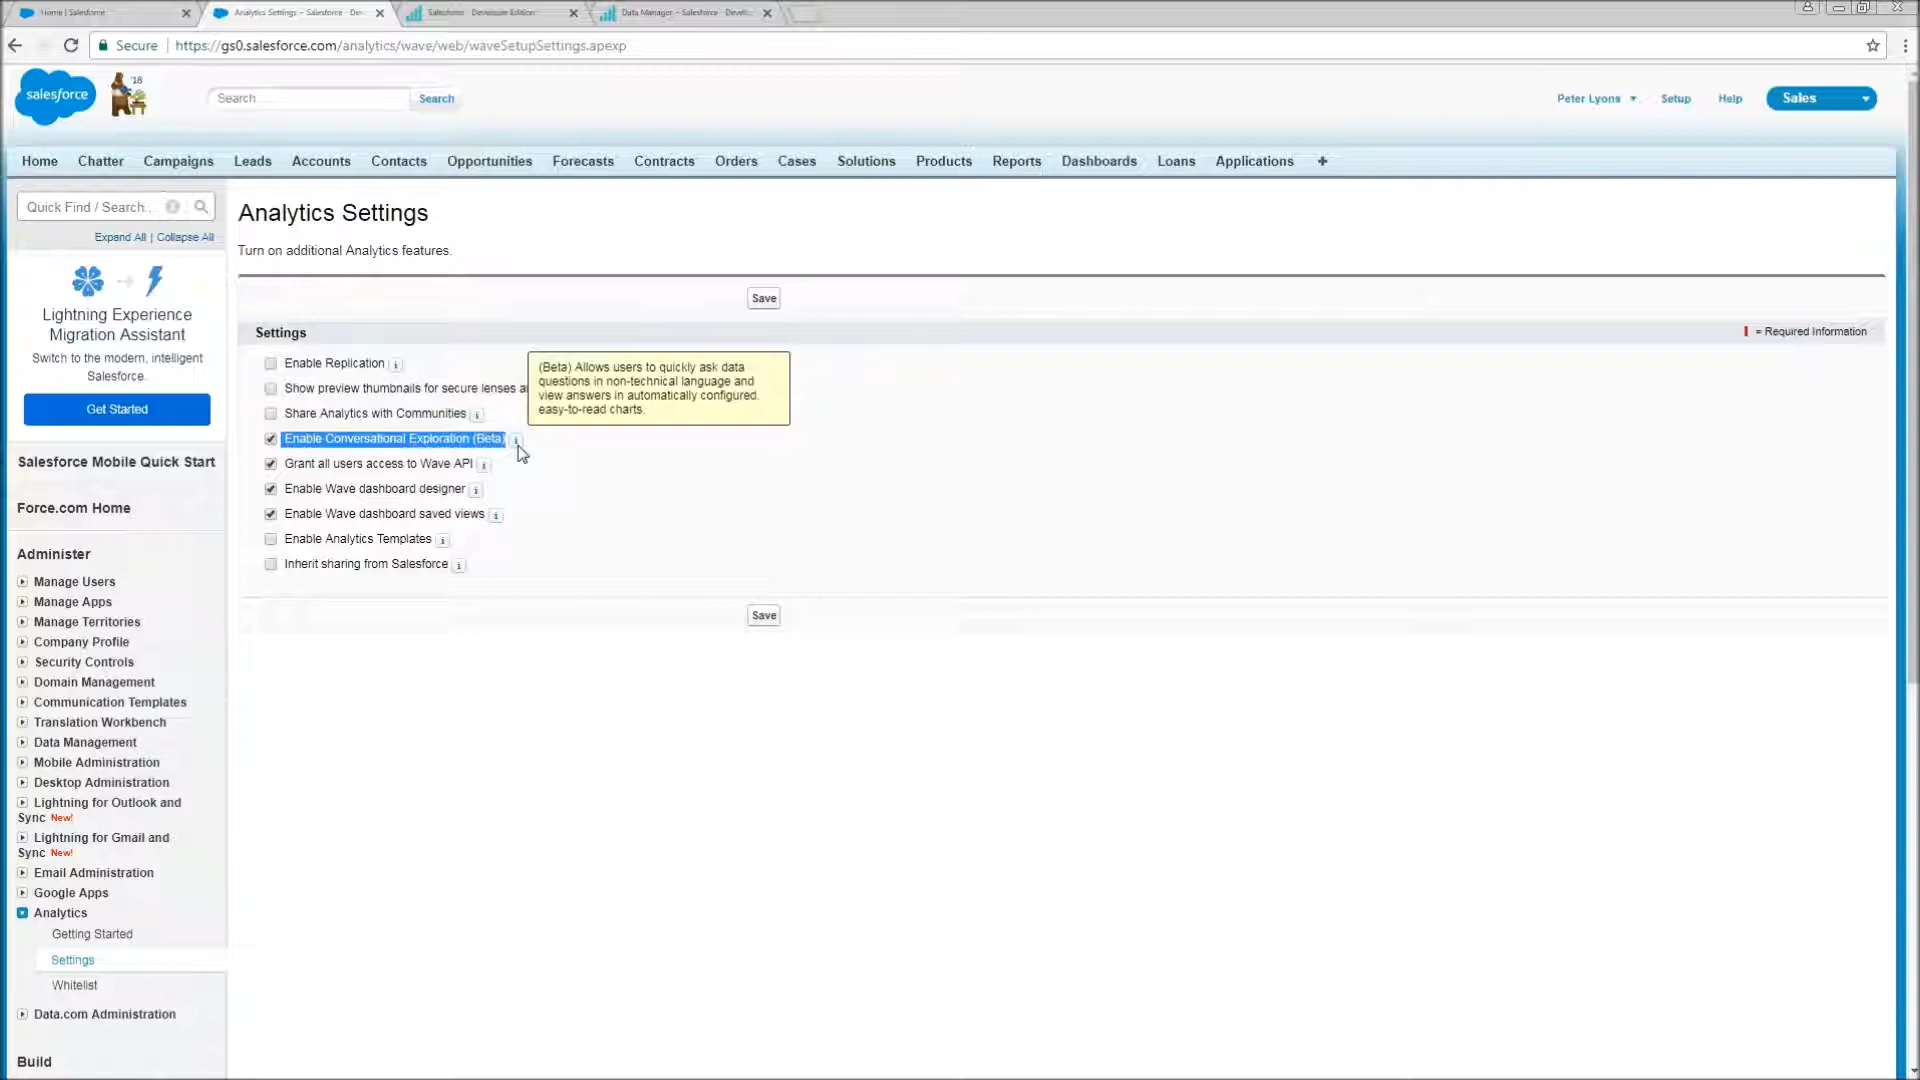 Home | Salesforce
Analytics Settings ~ Salesforce - Dev
Salesforce - Developer Edition
Data Manager ~ Salesforce - Devel
Secure
https://gs0.salesforce.com/analytics/wave/web/waveSetupSettings.apexp
salesforce
'18
Search...
Search
Peter Lyons
Setup
Help
Sales
Home Chatter Campaigns Leads Accounts Contacts Opportunities Forecasts Contracts Orders Cases Solutions Products Reports Dashboards Loans Applications +
Quick Find / Search...
Expand All | Collapse All
Lightning Experience
Migration Assistant
Switch to the modern, intelligent
Salesforce.
Get Started
Salesforce Mobile Quick Start
Force.com Home
Administer
Manage Users
Manage Apps
Manage Territories
Company Profile
Security Controls
Domain Management
Communication Templates
Translation Workbench
Data Management
Mobile Administration
Desktop Administration
Lightning for Outlook and
Sync New!
Lightning for Gmail and
Sync New!
Email Administration
Google Apps
Analytics
Getting Started
Settings
Whitelist
Data.com Administration
Build
Analytics Settings
Turn on additional Analytics features.
Save
Settings
= Required Information
Enable Replication i
Show preview thumbnails for secure lenses a
Share Analytics with Communities i
Enable Conversational Exploration (Beta) i
Grant all users access to Wave API i
Enable Wave dashboard designer i
Enable Wave dashboard saved views i
Enable Analytics Templates i
Inherit sharing from Salesforce i
(Beta) Allows users to quickly ask data
questions in non-technical language and
view answers in automatically configured.
easy-to-read charts.
Save